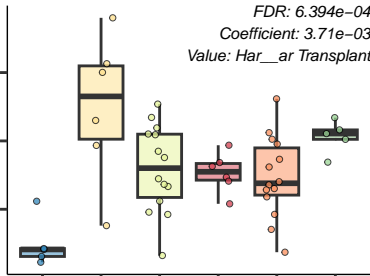 FDR: 6.394e−04
Coefficient: 3.71e−03
Value: Har__ar Transplant